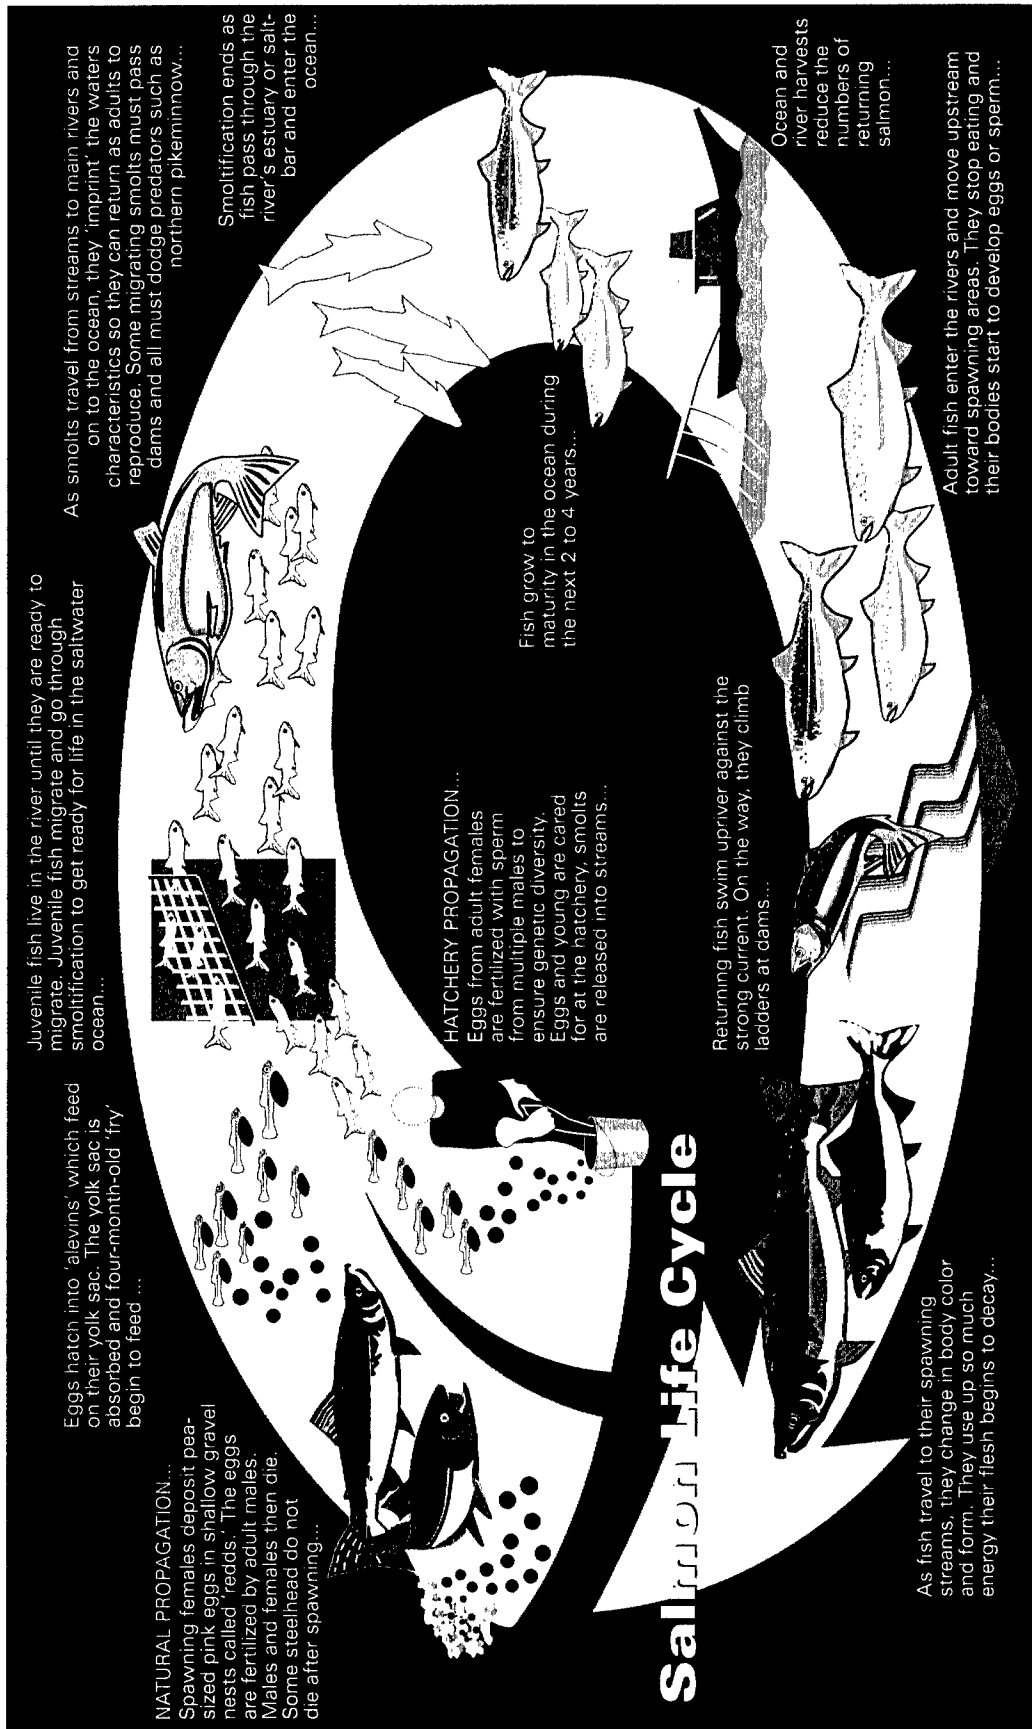 Salmon Life Cycle
NATURAL PROPAGATION...
Spawning females deposit pea-
sized pink eggs in shallow gravel
nests called 'redds.' The eggs
are fertilized by adult males.
Males and females then die.
Some steelhead do not
die after spawning...
Eggs hatch into 'alevins' which feed
on their yolk sac. The yolk sac is
absorbed and four-month-old 'fry'
begin to feed ...
Juvenile fish live in the river until they are ready to
migrate. Juvenile fish migrate and go through
smoltification to get ready for life in the saltwater
ocean...
As smolts travel from streams to main rivers and
on to the ocean, they 'imprint' the waters
characteristics so they can return as adults to
reproduce. Some migrating smolts must pass
dams and all must dodge predators such as
northern pikeminnow...
Smoltification ends as
fish pass through the
river's estuary or salt-
bar and enter the
ocean...
HATCHERY PROPAGATION...
Eggs from adult females
are fertilized with sperm
from multiple males to
ensure genetic diversity.
Eggs and young are cared
for at the hatchery, smolts
are released into streams...
Fish grow to
maturity in the ocean during
the next 2 to 4 years...
Ocean and
river harvests
reduce the
numbers of
returning
salmon...
Adult fish enter the rivers and move upstream
toward spawning areas. They stop eating and
their bodies start to develop eggs or sperm...
Returning fish swim upriver against the
strong current. On the way, they climb
ladders at dams...
As fish travel to their spawning
streams, they change in body color
and form. They use up so much
energy their flesh begins to decay...